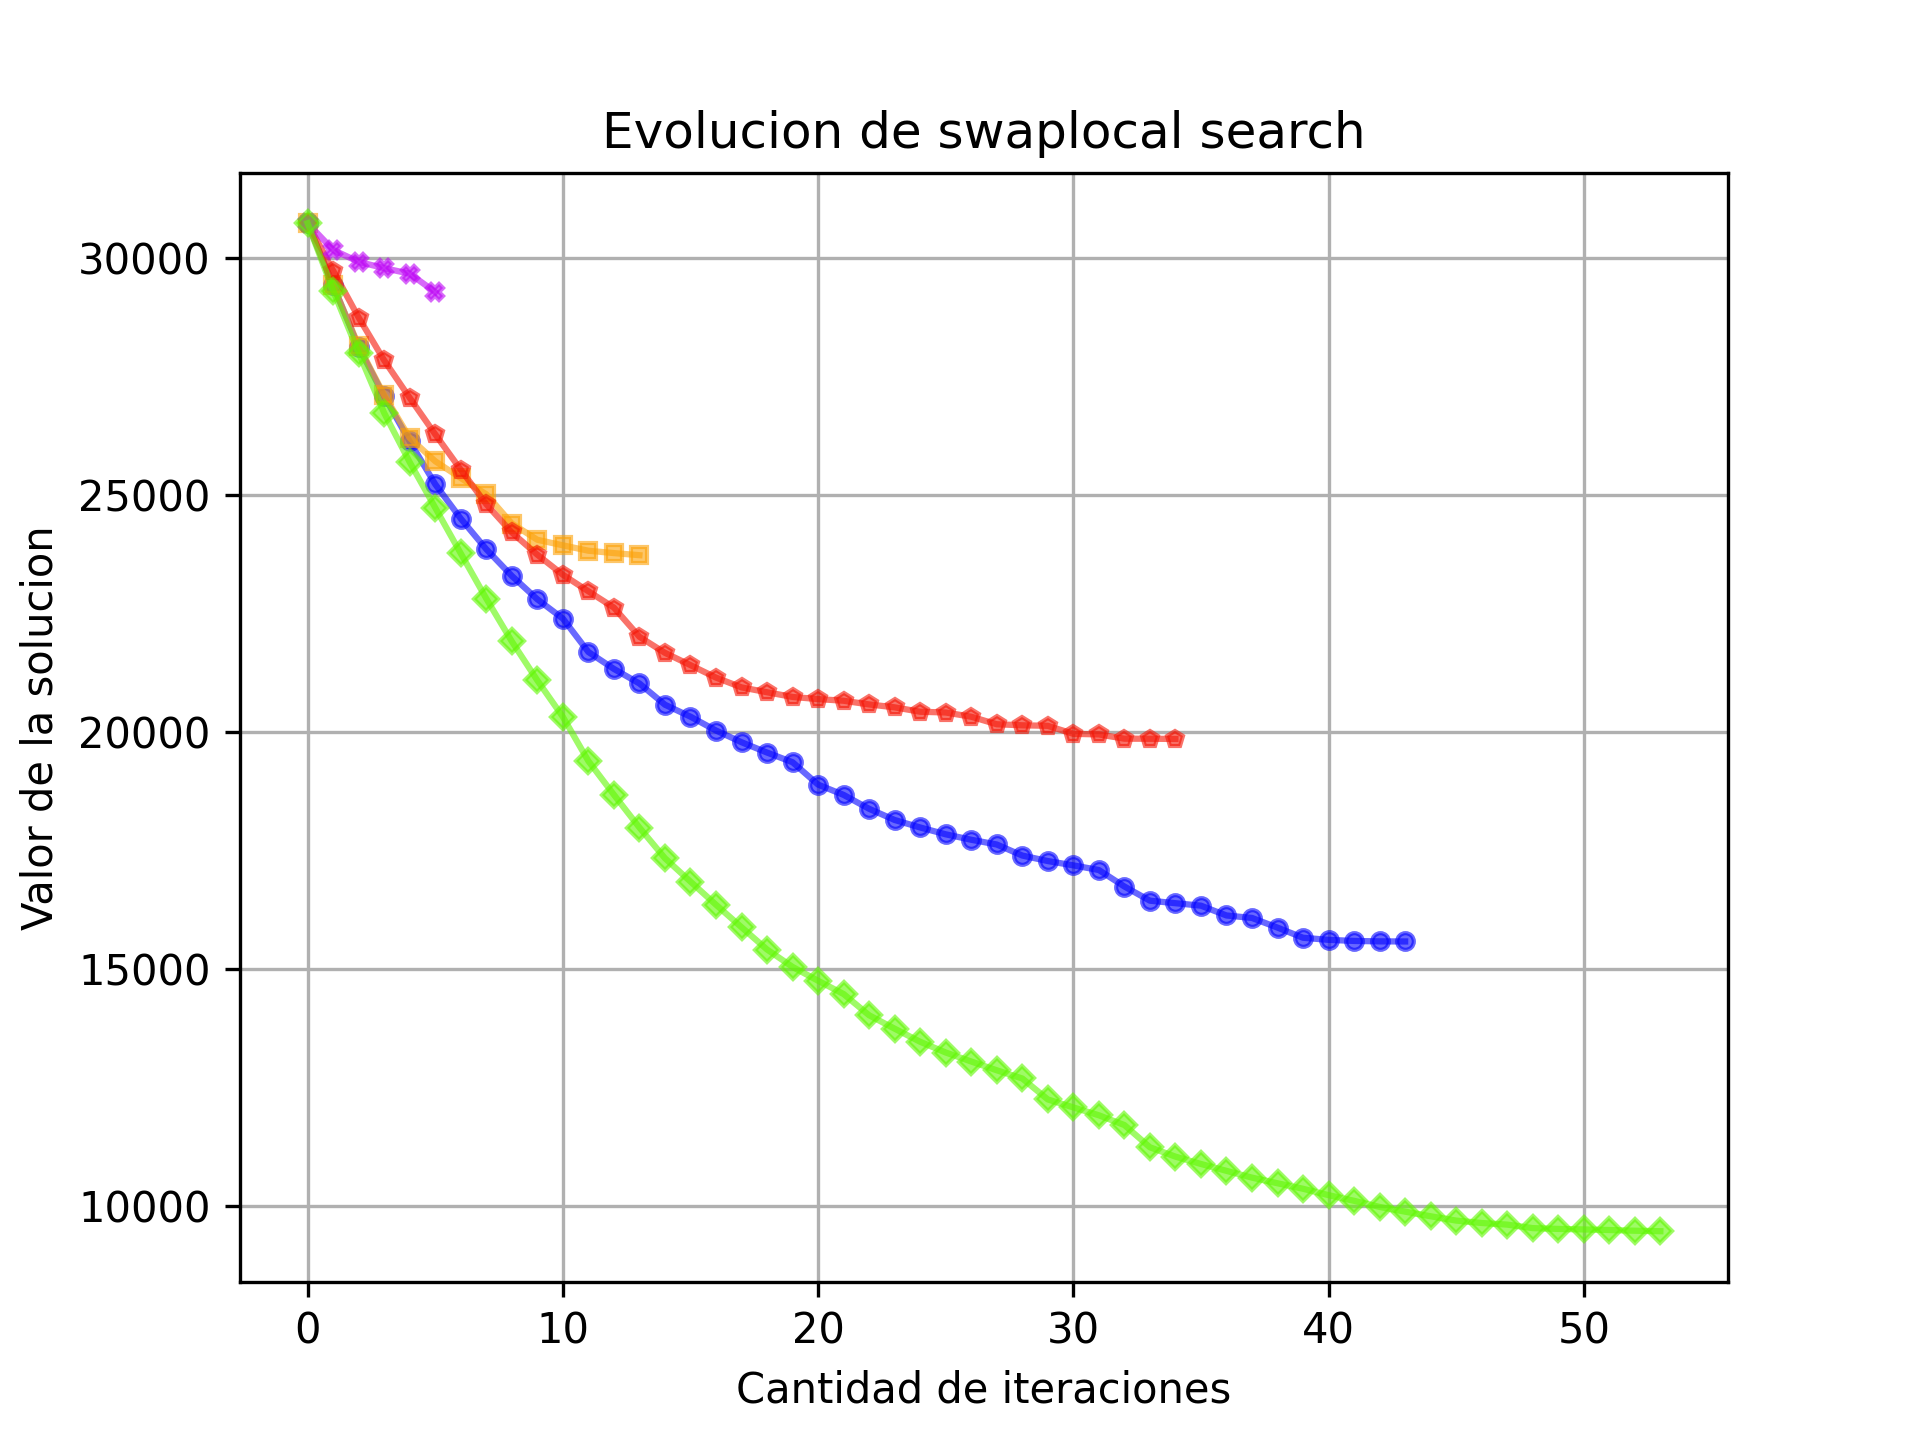 Evolucion de swaplocal search
30000
25000
20000
15000
10000
Valor de la solucion
0 10 20 30 40 50
Cantidad de iteraciones